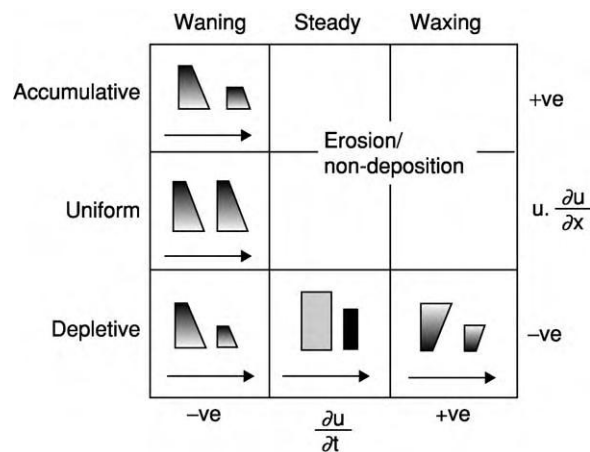 Waning Steady Waxing
Accumulative
+ve
Erosion/
non-deposition
Uniform
u. ∂u/∂x
Depletive
–ve
–ve ∂u/∂t +ve